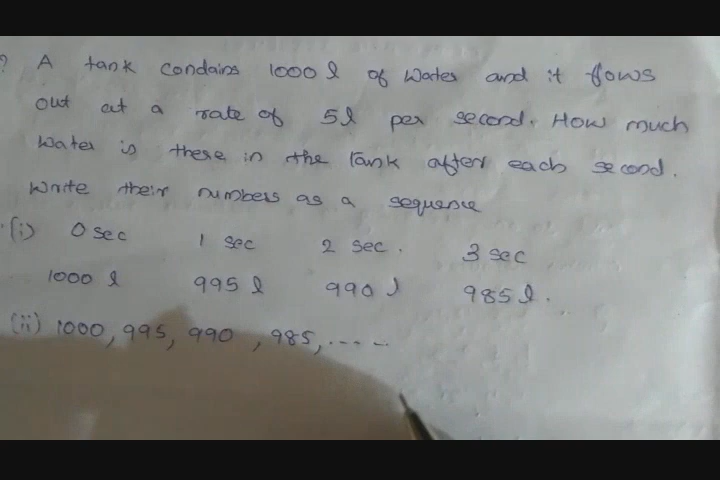 ? A tank contains 1000 l of water and it flows
out at a rate of 5l per second. How much
water is there in the tank after each second.
Write their numbers as a sequence
(i) 0 sec 1 sec 2 sec. 3 sec
1000 l 995 l 990 l 985 l.
(ii) 1000, 995, 990, 985, .....